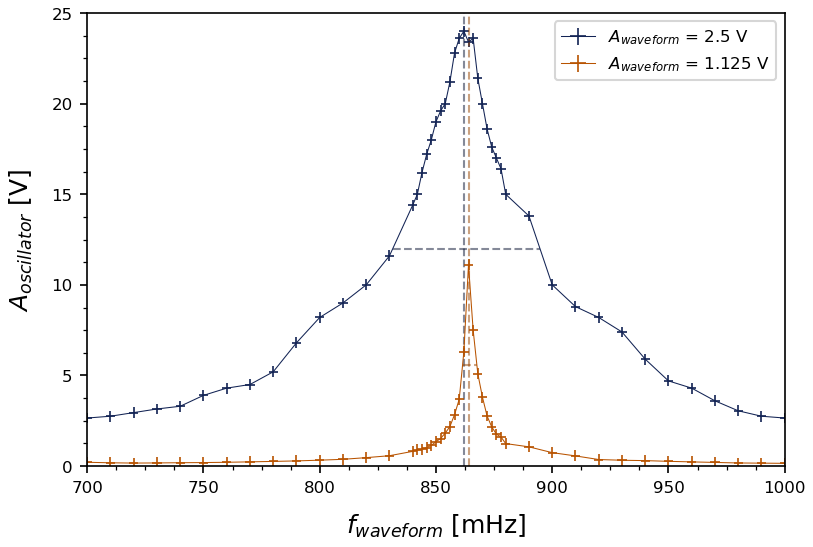 25
20
15
10
5
0
A_oscillator [V]
A_waveform = 2.5 V
A_waveform = 1.125 V
700 750 800 850 900 950 1000
f_waveform [mHz]